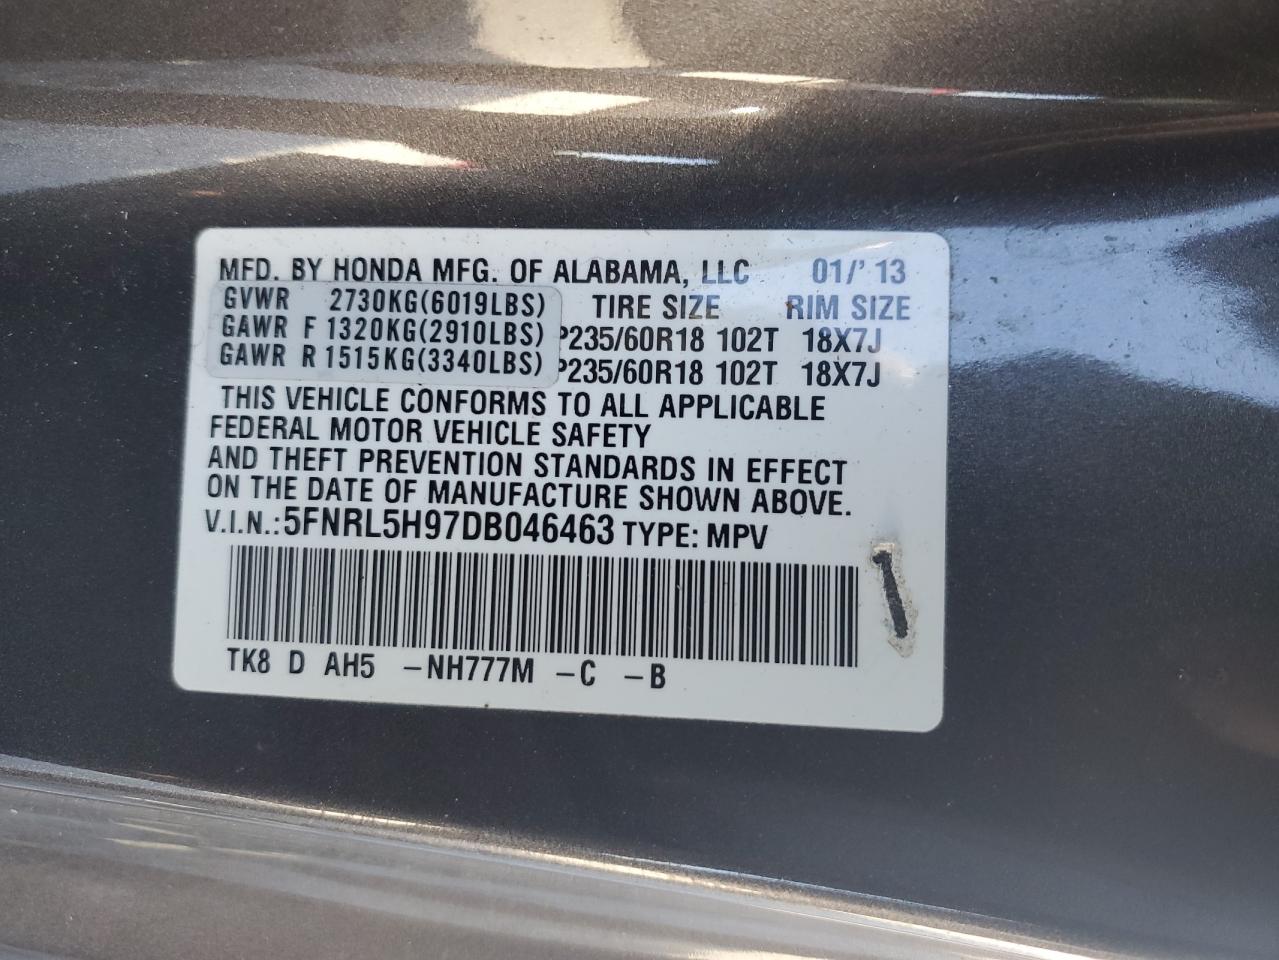 MFD. BY HONDA MFG. OF ALABAMA, LLC 01/'13
GVWR 2730KG(6019LBS) TIRE SIZE RIM SIZE
GAWR F 1320KG(2910LBS) P235/60R18 102T 18X7J
GAWR R 1515KG(3340LBS) P235/60R18 102T 18X7J
THIS VEHICLE CONFORMS TO ALL APPLICABLE
FEDERAL MOTOR VEHICLE SAFETY
AND THEFT PREVENTION STANDARDS IN EFFECT
ON THE DATE OF MANUFACTURE SHOWN ABOVE.
V.I.N.: 5FNRL5H97DB046463 TYPE: MPV
1
TK8 D AH5 -NH777M -C -B